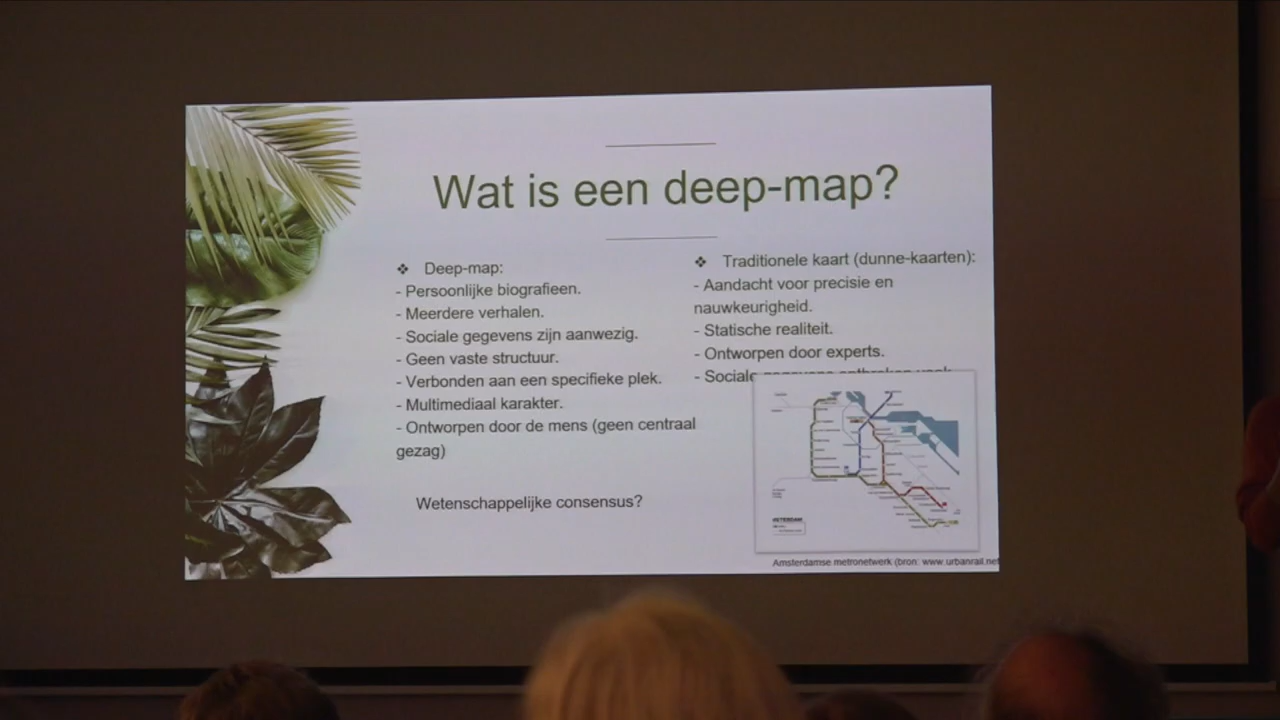 Wat is een deep-map?
❖ Deep-map:
- Persoonlijke biografieen.
- Meerdere verhalen.
- Sociale gegevens zijn aanwezig.
- Geen vaste structuur.
- Verbonden aan een specifieke plek.
- Multimediaal karakter.
- Ontworpen door de mens (geen centraal
gezag)
Wetenschappelijke consensus?
❖ Traditionele kaart (dunne-kaarten):
- Aandacht voor precisie en
nauwkeurigheid.
- Statische realiteit.
- Ontworpen door experts.
- Sociale
Amsterdamse metronetwerk (bron: www.urbanrail.net